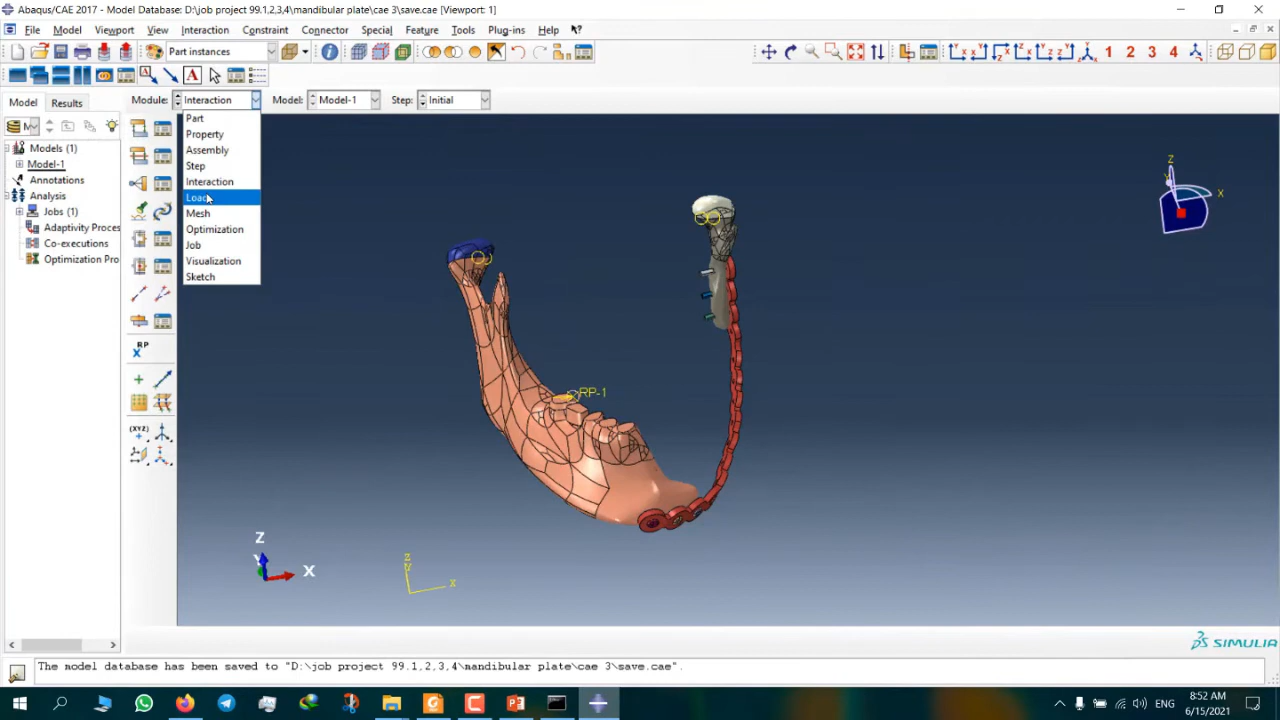 Abaqus/CAE 2017 - Model Database: D:\job project 99.1,2,3,4\mandibular plate\cae 3\save.cae [Viewport: 1]
File Model Viewport View Interaction Constraint Connector Special Feature Tools Plug-ins Help
Part instances
1 2 3 4
A
Model Results Module: Interaction Model: Model-1 Step: Initial
Models (1)
Model-1
Annotations
Analysis
Jobs (1)
Adaptivity Proces
Co-executions
Optimization Pro
Part
Property
Assembly
Step
Interaction
Load
Mesh
Optimization
Job
Visualization
Sketch
RP
X
(XYZ)
Z
Y
X
RP-1
Z
Y
X
z
x
SIMULIA
The model database has been saved to "D:\job project 99.1,2,3,4\mandibular plate\cae 3\save.cae".
ENG
8:52 AM
6/15/2021